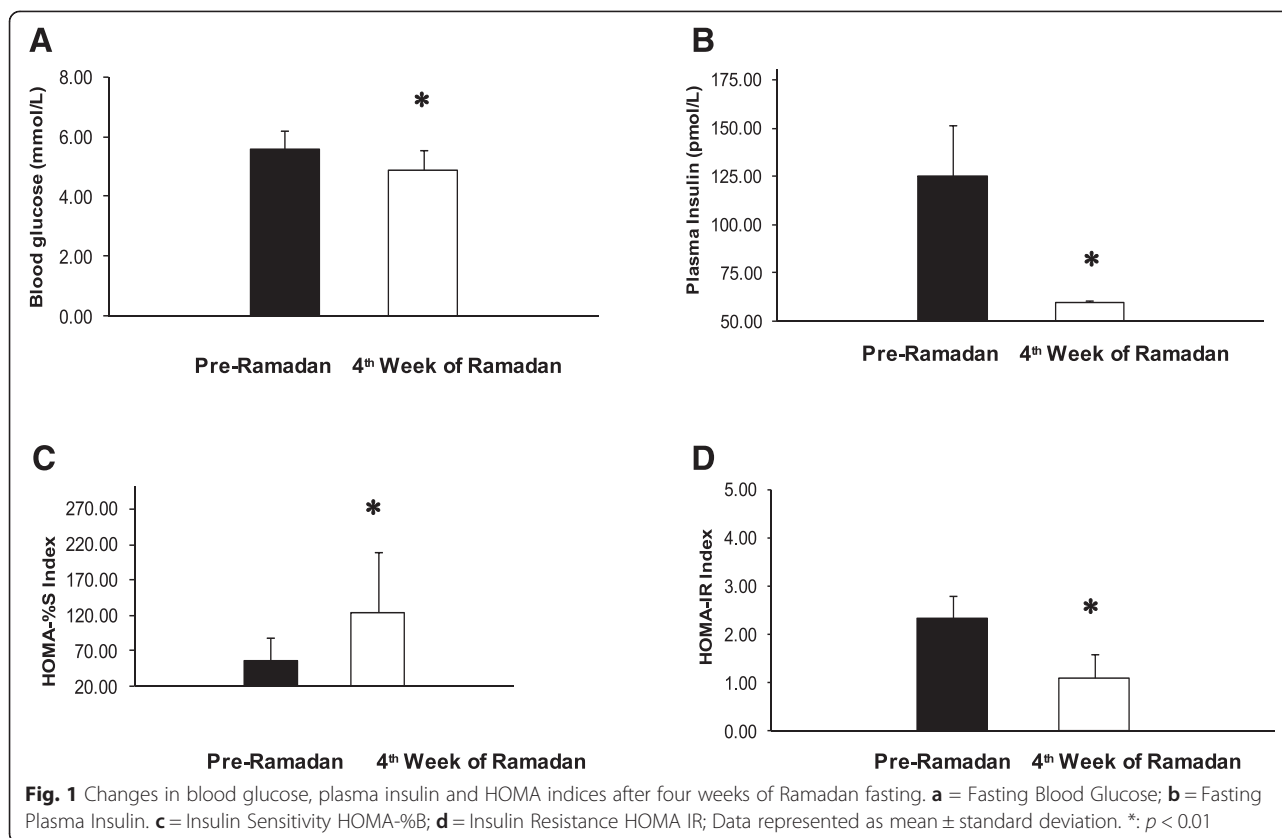 A
Blood glucose (mmol/L)
8.00
6.00
4.00
2.00
0.00
*
Pre-Ramadan 4th Week of Ramadan
B
Plasma Insulin (pmol/L)
175.00
150.00
125.00
100.00
75.00
50.00
*
Pre-Ramadan 4th Week of Ramadan
C
HOMA-%S Index
270.00
220.00
170.00
120.00
70.00
20.00
*
Pre-Ramadan 4th Week of Ramadan
D
HOMA-IR Index
5.00
4.00
3.00
2.00
1.00
0.00
*
Pre-Ramadan 4th Week of Ramadan
Fig. 1 Changes in blood glucose, plasma insulin and HOMA indices after four weeks of Ramadan fasting. a = Fasting Blood Glucose; b = Fasting
Plasma Insulin. c = Insulin Sensitivity HOMA-%B; d = Insulin Resistance HOMA IR; Data represented as mean ± standard deviation. *: p < 0.01